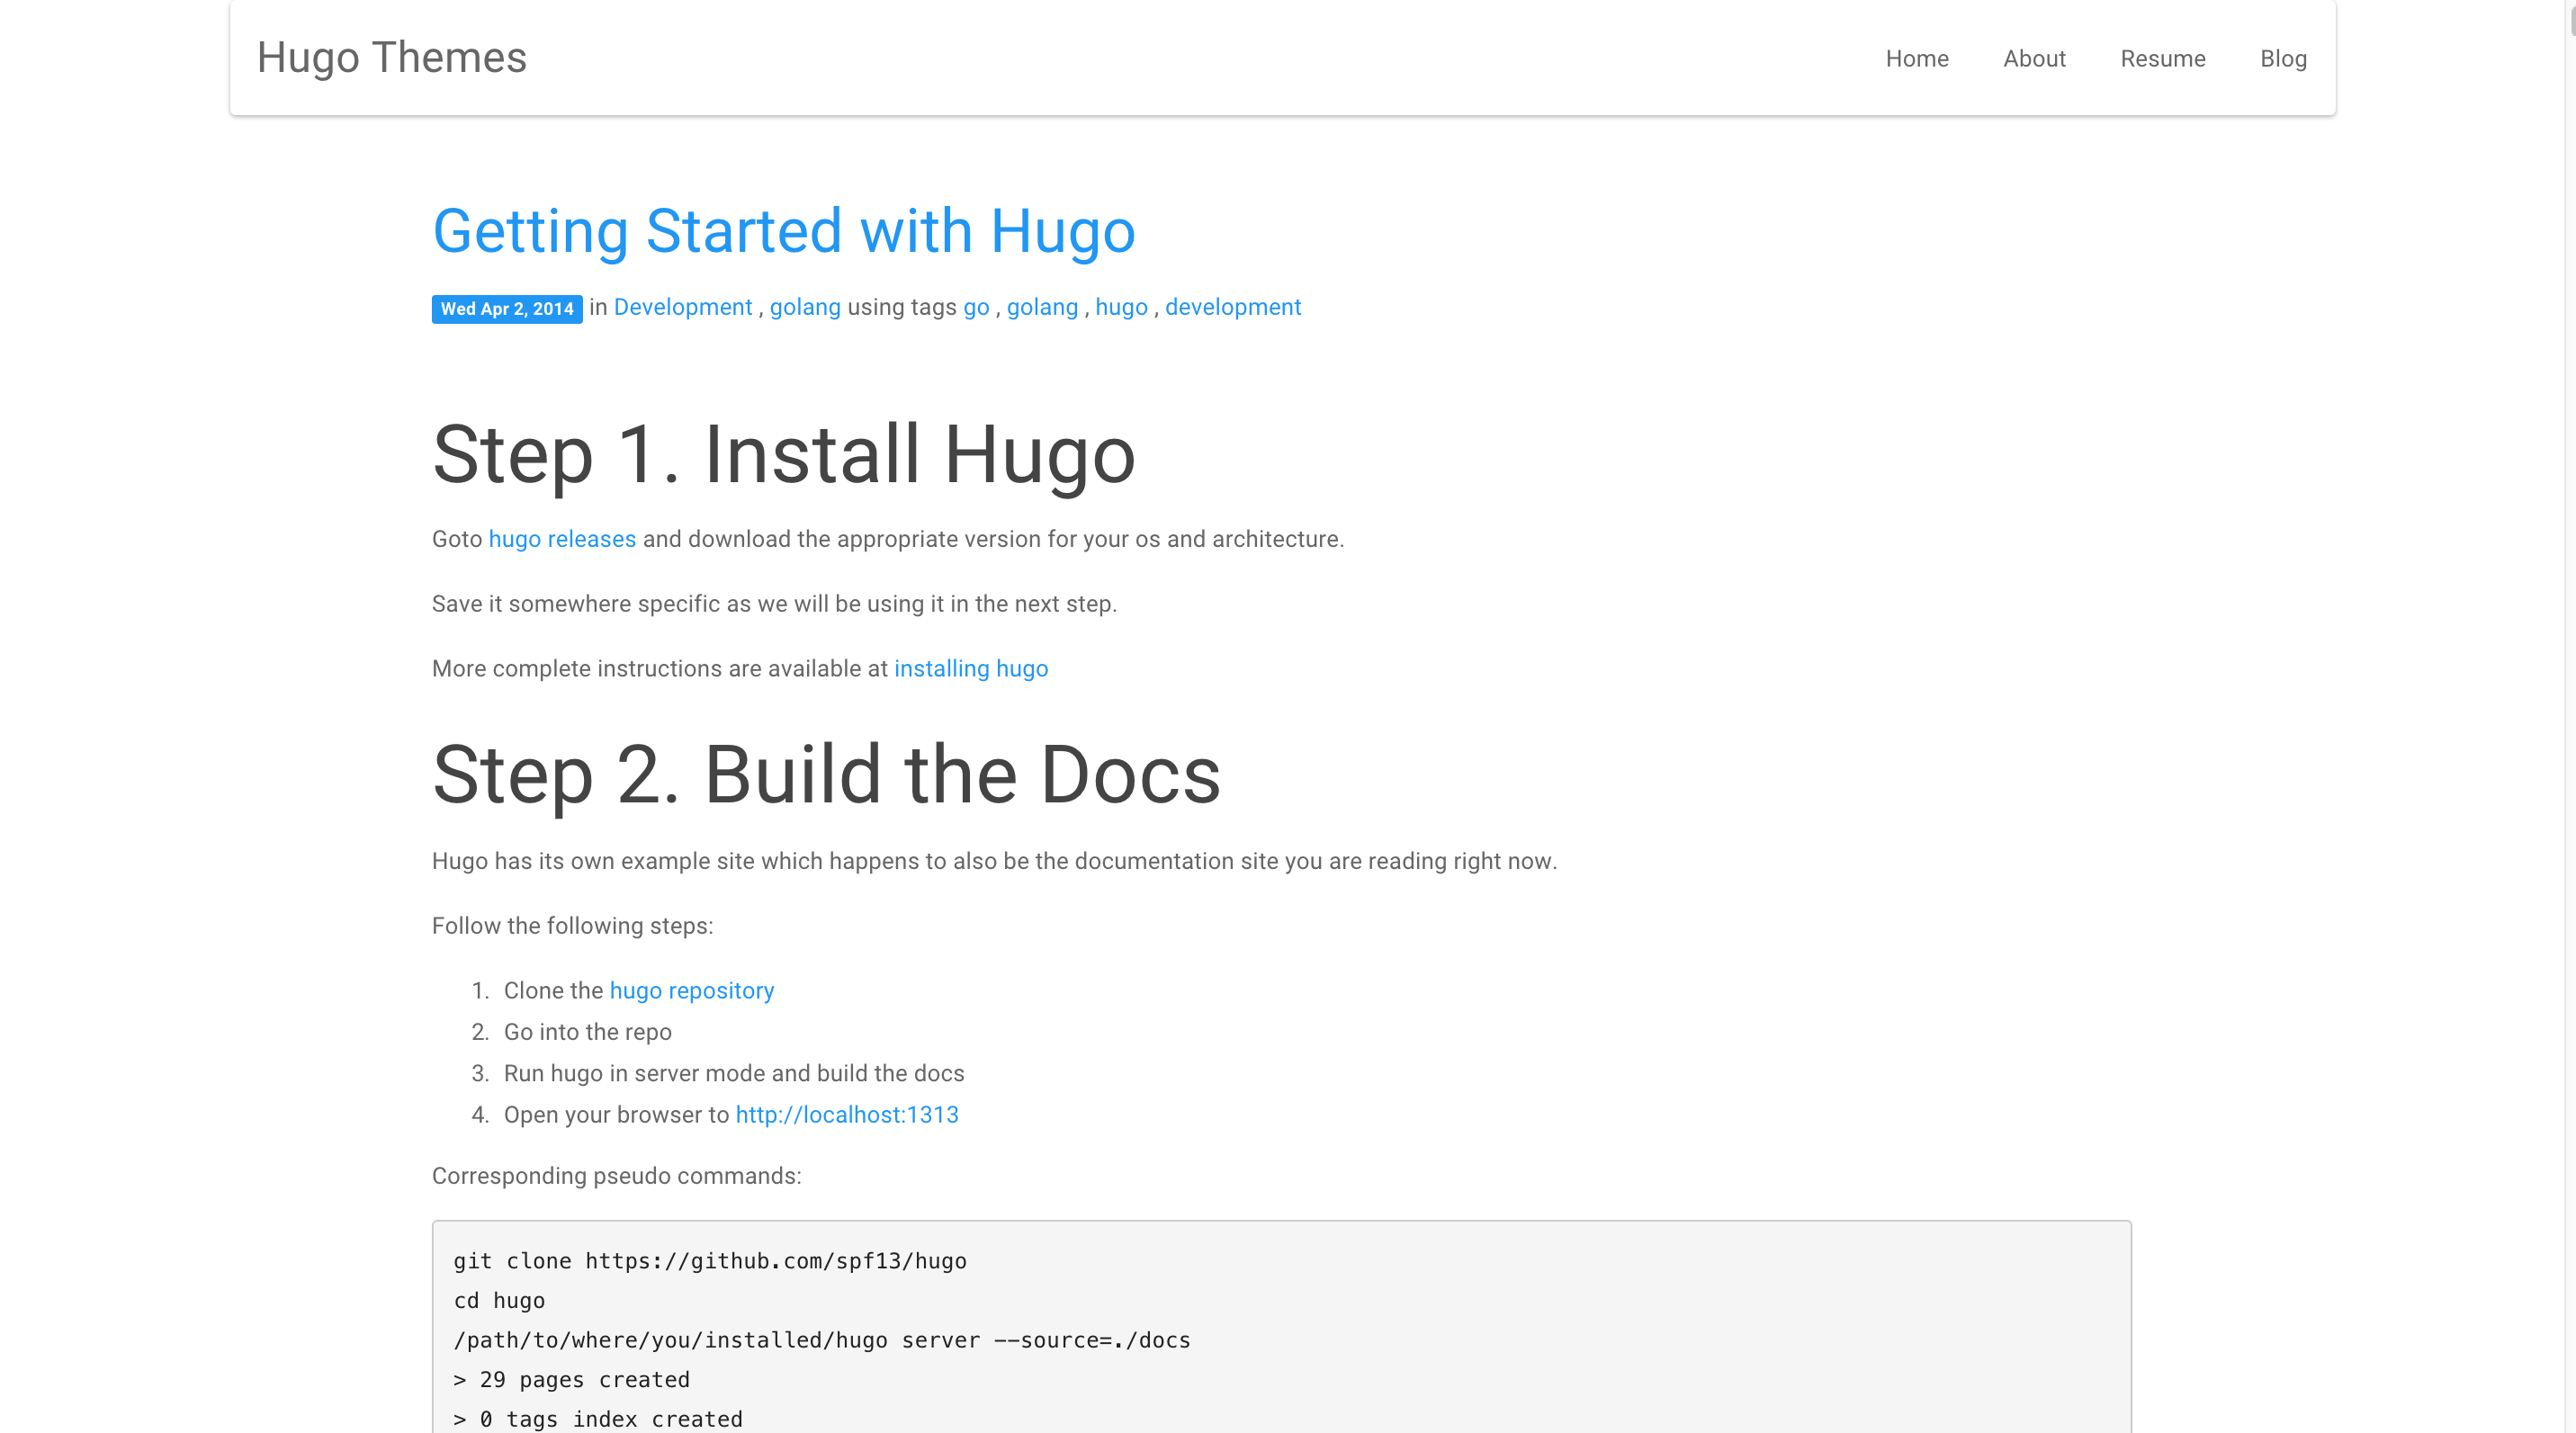 Hugo Themes
Home About Resume Blog
Getting Started with Hugo
Wed Apr 2, 2014 in Development , golang using tags go , golang , hugo , development
Step 1. Install Hugo
Goto hugo releases and download the appropriate version for your os and architecture.
Save it somewhere specific as we will be using it in the next step.
More complete instructions are available at installing hugo
Step 2. Build the Docs
Hugo has its own example site which happens to also be the documentation site you are reading right now.
Follow the following steps:
1. Clone the hugo repository
2. Go into the repo
3. Run hugo in server mode and build the docs
4. Open your browser to http://localhost:1313
Corresponding pseudo commands:
git clone https://github.com/spf13/hugo
cd hugo
/path/to/where/you/installed/hugo server --source=./docs
> 29 pages created
> 0 tags index created